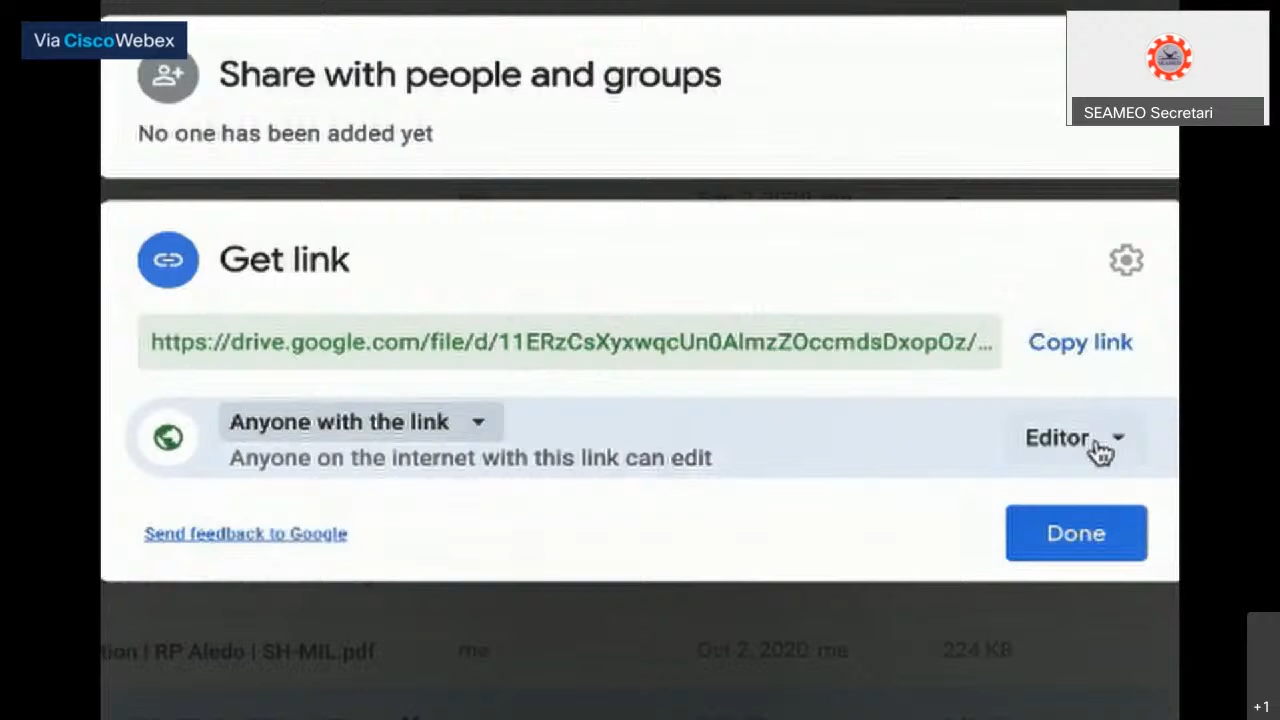 Via CiscoWebex
Share with people and groups
No one has been added yet
SEAMEO Secretari
Get link
https://drive.google.com/file/d/11ERzCsXyxwqcUn0AlmzZOccmdsDxopOz/...
Copy link
Anyone with the link
Editor
Anyone on the internet with this link can edit
Send feedback to Google
Done
tion | RP Aledo | SH-MIL.pdf
me
Oct 2, 2020 me
224 KB
+1